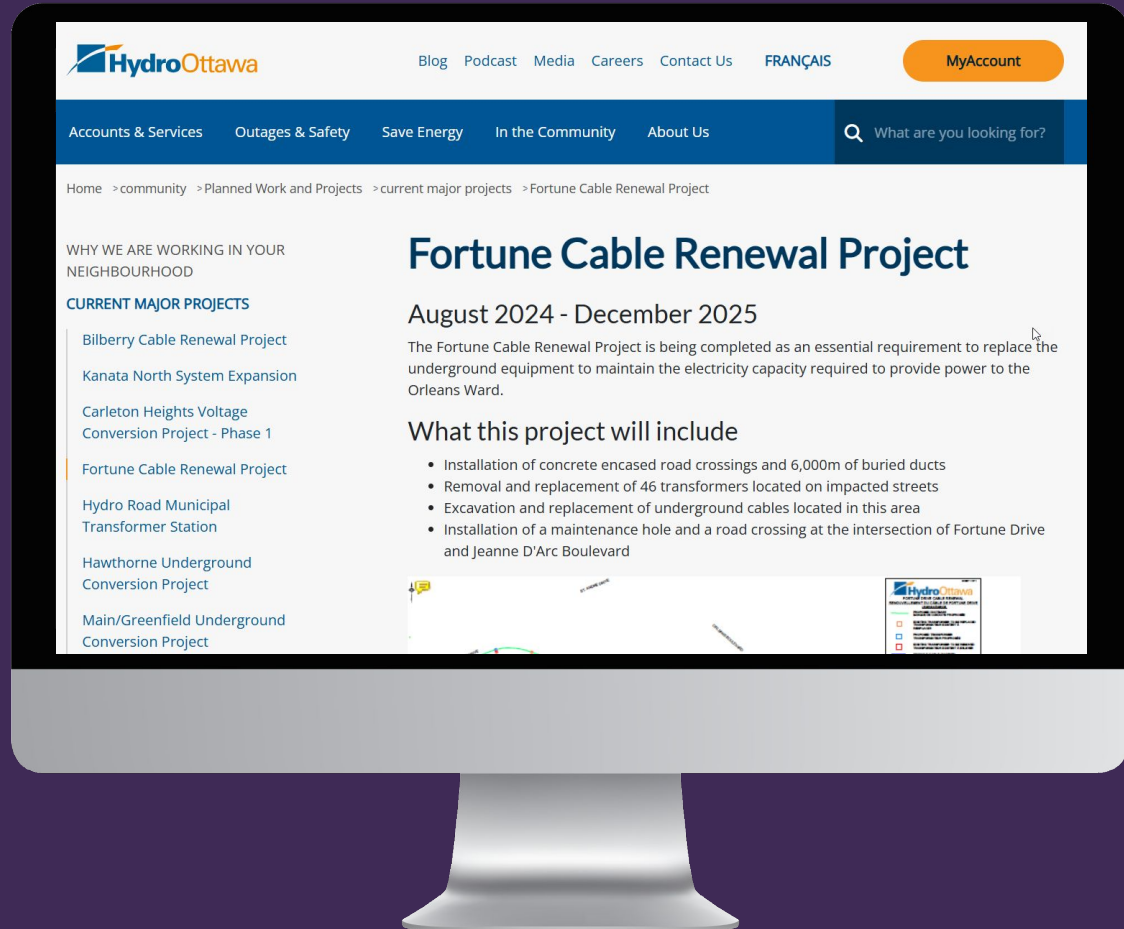 HydroOttawa
Blog Podcast Media Careers Contact Us FRANÇAIS MyAccount
Accounts & Services Outages & Safety Save Energy In the Community About Us What are you looking for?
Home >community >Planned Work and Projects >current major projects >Fortune Cable Renewal Project
WHY WE ARE WORKING IN YOUR
NEIGHBOURHOOD
CURRENT MAJOR PROJECTS
Bilberry Cable Renewal Project
Kanata North System Expansion
Carleton Heights Voltage
Conversion Project - Phase 1
Fortune Cable Renewal Project
Hydro Road Municipal
Transformer Station
Hawthorne Underground
Conversion Project
Main/Greenfield Underground
Conversion Project
Fortune Cable Renewal Project
August 2024 - December 2025
The Fortune Cable Renewal Project is being completed as an essential requirement to replace the
underground equipment to maintain the electricity capacity required to provide power to the
Orleans Ward.
What this project will include
• Installation of concrete encased road crossings and 6,000m of buried ducts
• Removal and replacement of 46 transformers located on impacted streets
• Excavation and replacement of underground cables located in this area
• Installation of a maintenance hole and a road crossing at the intersection of Fortune Drive
and Jeanne D'Arc Boulevard
HydroOttawa